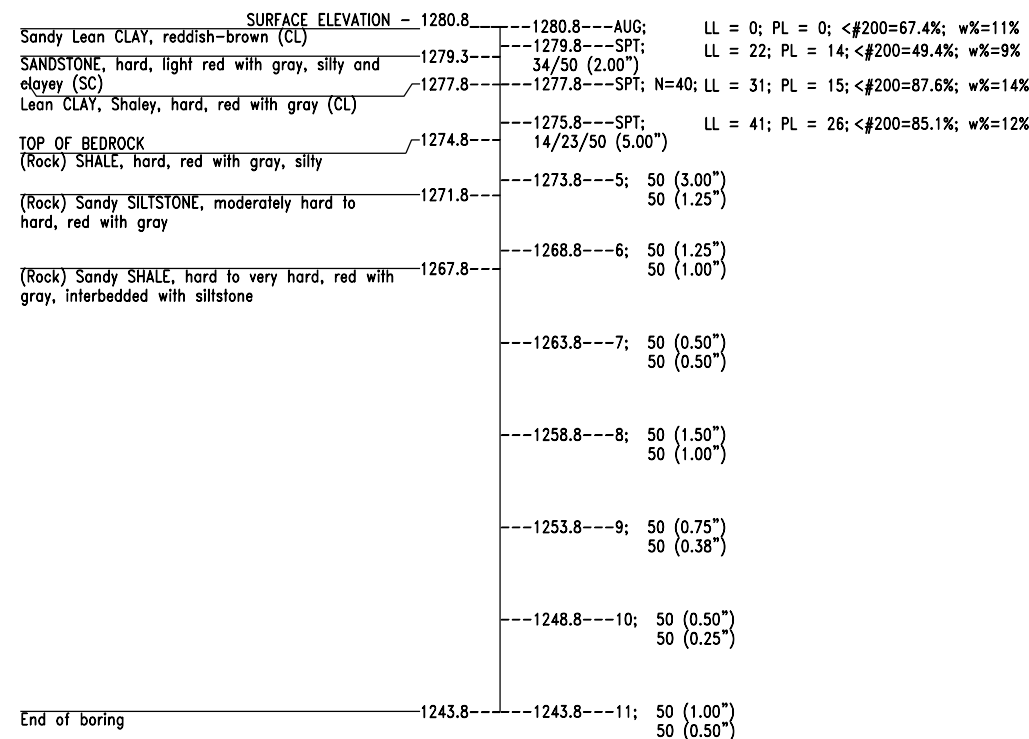 SURFACE ELEVATION - 1280.8---
---1280.8---AUG; LL = 0; PL = 0; <#200=67.4%; w%=11%
Sandy Lean CLAY, reddish-brown (CL)
---1279.8---SPT; LL = 22; PL = 14; <#200=49.4%; w%=9%
34/50 (2.00")
1279.3---
SANDSTONE, hard, light red with gray, silty and
clayey (SC)
1277.8---
---1277.8---SPT; N=40; LL = 31; PL = 15; <#200=87.6%; w%=14%
Lean CLAY, Shaley, hard, red with gray (CL)
---1275.8---SPT; LL = 41; PL = 26; <#200=85.1%; w%=12%
14/23/50 (5.00")
TOP OF BEDROCK
1274.8---
(Rock) SHALE, hard, red with gray, silty
---1273.8---5; 50 (3.00")
50 (1.25")
1271.8---
(Rock) Sandy SILTSTONE, moderately hard to
hard, red with gray
---1268.8---6; 50 (1.25")
50 (1.00")
1267.8---
(Rock) Sandy SHALE, hard to very hard, red with
gray, interbedded with siltstone
---1263.8---7; 50 (0.50")
50 (0.50")
---1258.8---8; 50 (1.50")
50 (1.00")
---1253.8---9; 50 (0.75")
50 (0.38")
---1248.8---10; 50 (0.50")
50 (0.25")
1243.8---
---1243.8---11; 50 (1.00")
50 (0.50")
End of boring